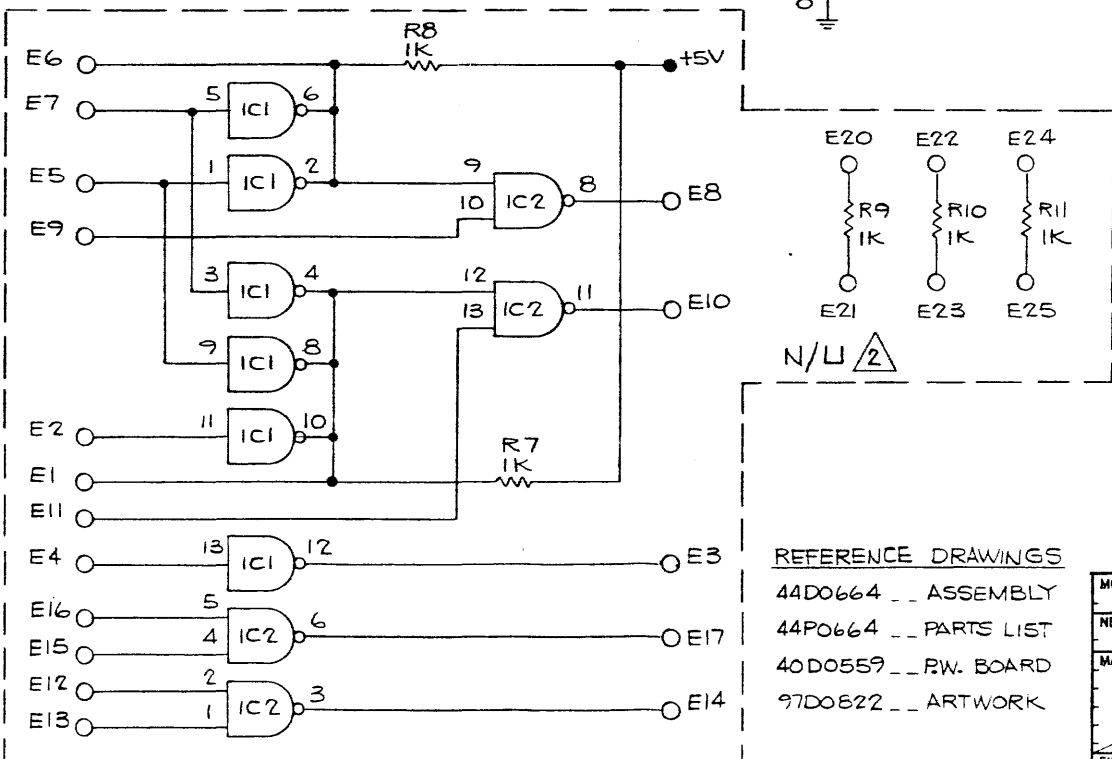 R8
1K
E6
+5V
E7
5
IC1
6
E5
1
IC1
2
9
10
IC2
8
E8
E9
3
IC1
4
12
13
IC2
11
E10
9
IC1
8
E2
11
IC1
10
E1
R7
1K
E11
E4
13
IC1
12
E3
E16
5
E15
4
IC2
6
E17
E12
2
E13
1
IC2
3
E14
E20 E22 E24
R9 R10 R11
1K 1K 1K
E21 E23 E25
N/U 2
REFERENCE DRAWINGS
44D0664 -- ASSEMBLY
44P0664 -- PARTS LIST
40D0559 -- P.W. BOARD
97D0822 -- ARTWORK